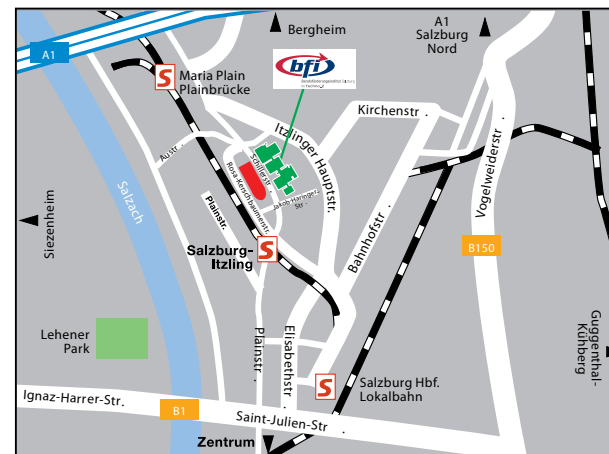 A1
Bergheim
A1
Salzburg
Nord
bfi
Maria Plain
Plainbrücke
Kirchenstr.
Itzlinger Hauptstr.
Austr.
Schillerstr.
Rosa-Kerschbaumerstr.
Jakob-Haringer-
Str.
Vogelweiderstr.
Salzach
Plainstr.
Siezenheim
Bahnhofstr
Salzburg-
Itzling
B150
Guggenthal-
Kühberg
Lehener
Park
Plainstr.
Elisabethstr
Salzburg Hbf.
Lokalbahn
Ignaz-Harrer-Str.
B1
Saint-Julien-Str
Zentrum
S
S
S